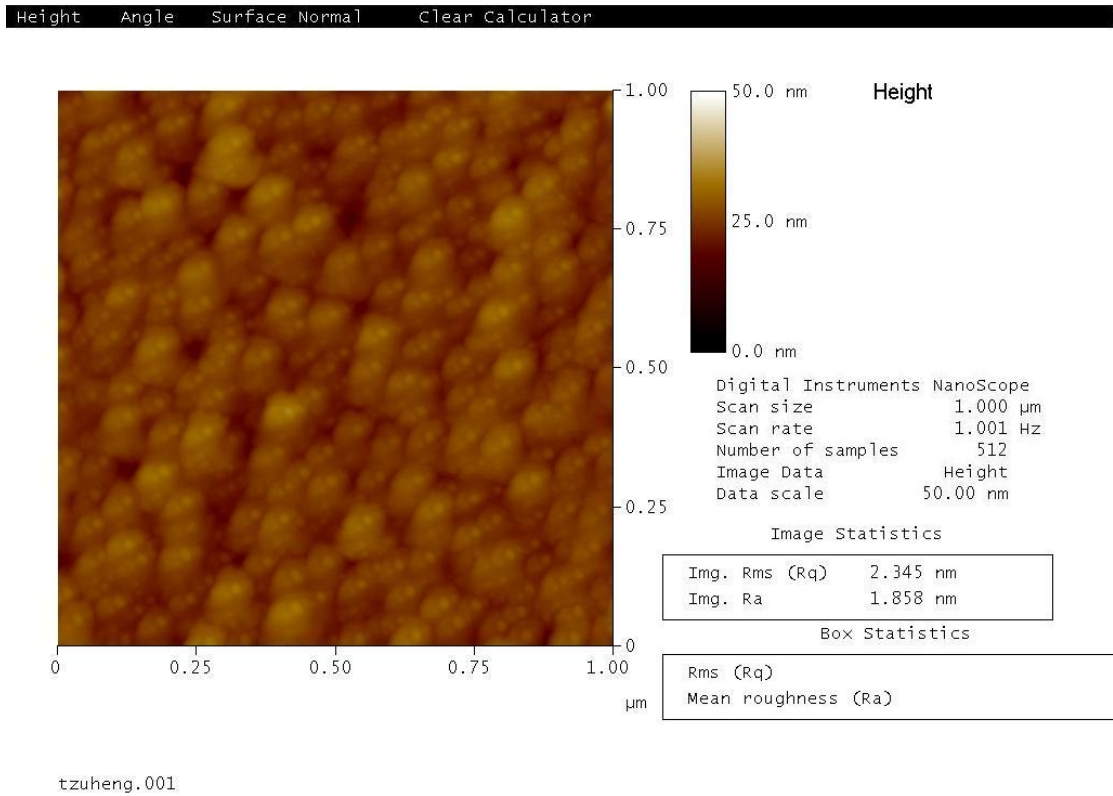 Height Angle Surface Normal Clear Calculator
1.00
0.75
0.50
0.25
0
0 0.25 0.50 0.75 1.00
µm
50.0 nm
25.0 nm
0.0 nm
Height
Digital Instruments NanoScope
Scan size 1.000 µm
Scan rate 1.001 Hz
Number of samples 512
Image Data Height
Data scale 50.00 nm
Image Statistics
Img. Rms (Rq) 2.345 nm
Img. Ra 1.858 nm
Box Statistics
Rms (Rq)
Mean roughness (Ra)
tzuheng.001